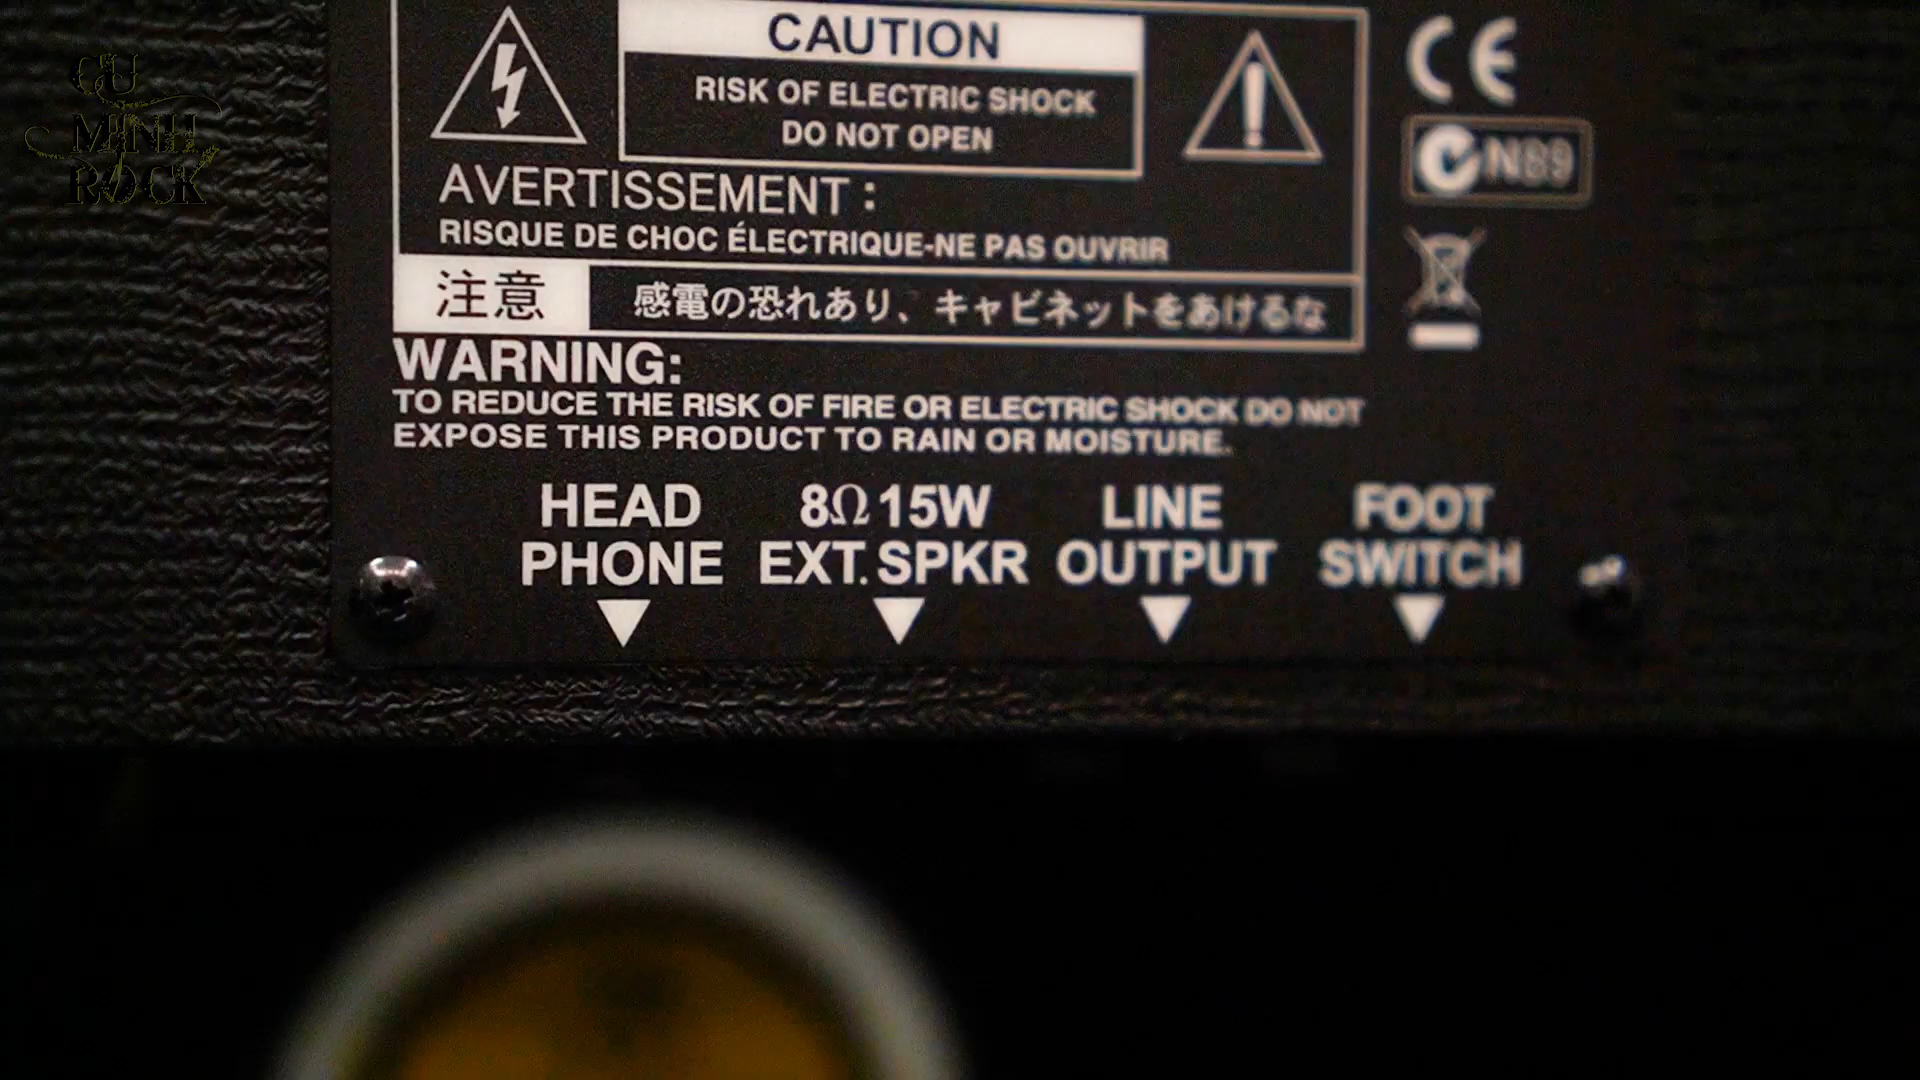 CU
MINH
ROCK
CAUTION
RISK OF ELECTRIC SHOCK
DO NOT OPEN
AVERTISSEMENT :
RISQUE DE CHOC ÉLECTRIQUE-NE PAS OUVRIR
注意 感電の恐れあり、キャビネットをあけるな
CE
N89
WARNING:
TO REDUCE THE RISK OF FIRE OR ELECTRIC SHOCK DO NOT
EXPOSE THIS PRODUCT TO RAIN OR MOISTURE.
HEAD
PHONE
8Ω 15W
EXT. SPKR
LINE
OUTPUT
FOOT
SWITCH